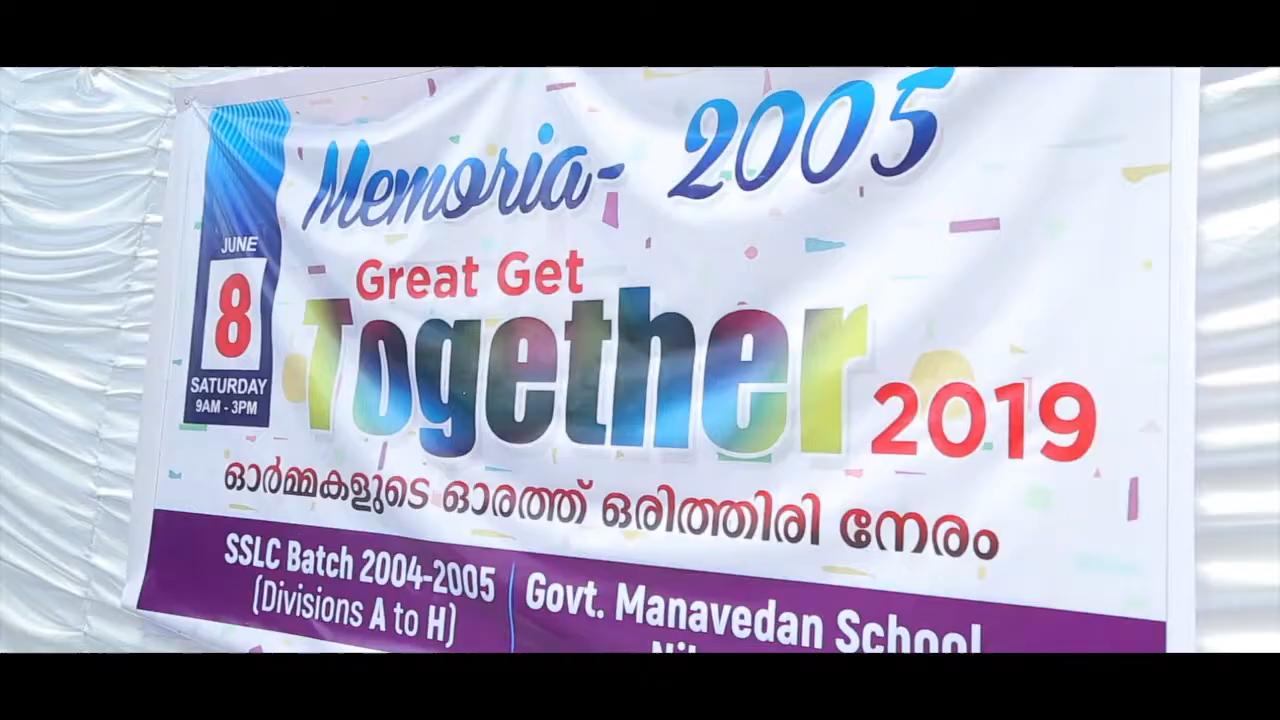 Memoria- 2005
JUNE
8
SATURDAY
9AM - 3PM
Great Get
Together 2019
ഓർമ്മകളുടെ ഓരത്ത് ഒരിത്തിരി നേരം
SSLC Batch 2004-2005
(Divisions A to H)
Govt. Manavedan School